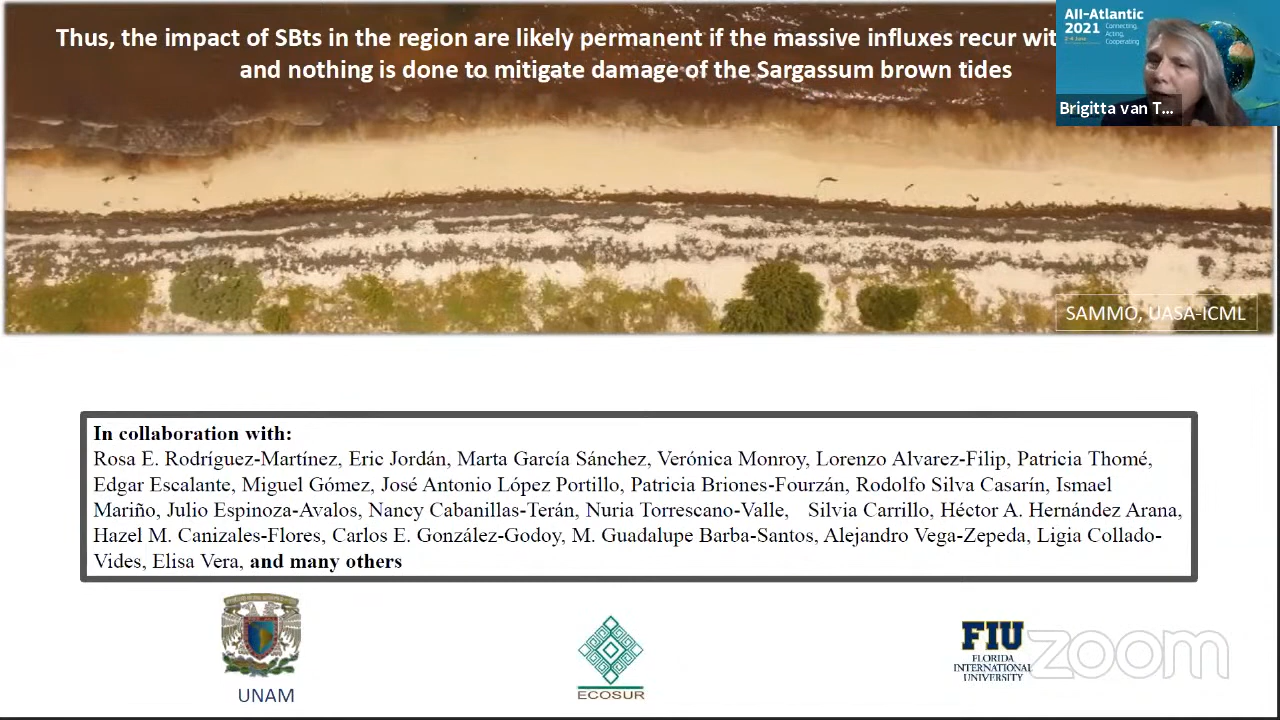 Thus, the impact of SBts in the region are likely permanent if the massive influxes recur wit
and nothing is done to mitigate damage of the Sargassum brown tides
All-Atlantic
2021
Connecting,
Acting,
Cooperating
2-4 June
Brigitta van T...
SAMMO, UASA-ICML
In collaboration with:
Rosa E. Rodríguez-Martínez, Eric Jordán, Marta García Sánchez, Verónica Monroy, Lorenzo Alvarez-Filip, Patricia Thomé,
Edgar Escalante, Miguel Gómez, José Antonio López Portillo, Patricia Briones-Fourzán, Rodolfo Silva Casarín, Ismael
Mariño, Julio Espinoza-Avalos, Nancy Cabanillas-Terán, Nuria Torrescano-Valle, Silvia Carrillo, Héctor A. Hernández Arana,
Hazel M. Canizales-Flores, Carlos E. González-Godoy, M. Guadalupe Barba-Santos, Alejandro Vega-Zepeda, Ligia Collado-
Vides, Elisa Vera, and many others
UNAM
ECOSUR
FIU
FLORIDA
INTERNATIONAL
UNIVERSITY
zoom